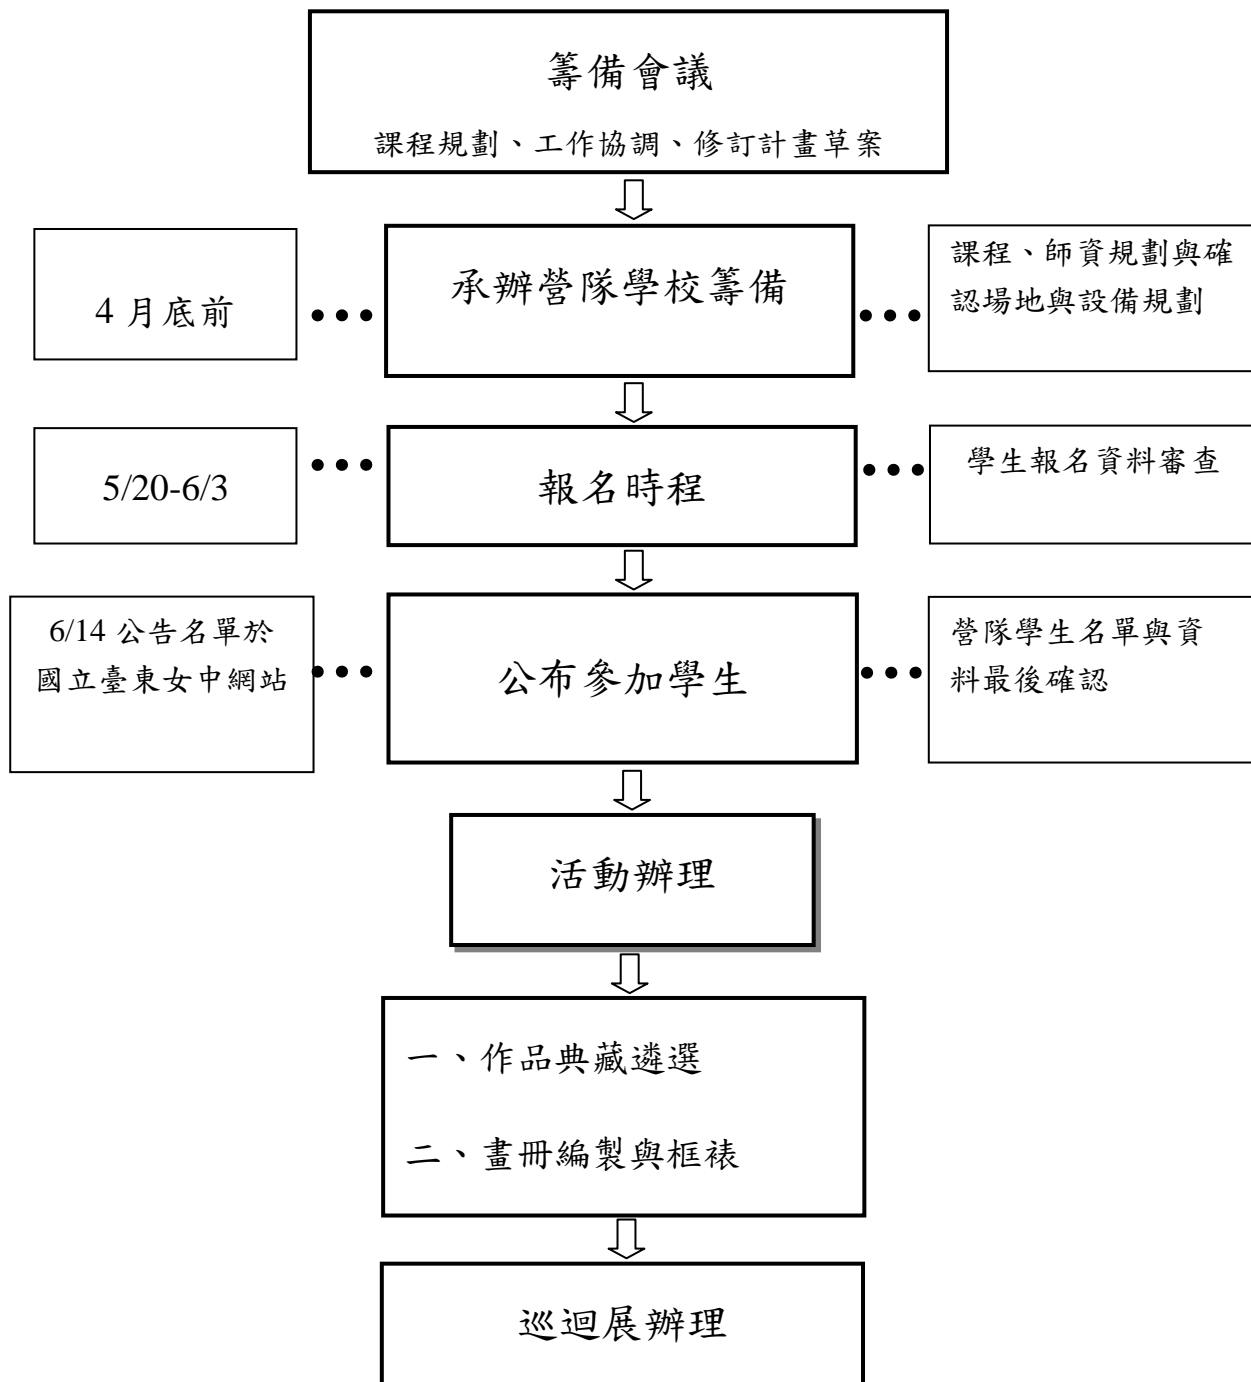 籌備會議
課程規劃、工作協調、修訂計畫草案
4 月底前
承辦營隊學校籌備
課程、師資規劃與確
認場地與設備規劃
5/20-6/3
報名時程
學生報名資料審查
6/14 公告名單於
國立臺東女中網站
公布參加學生
營隊學生名單與資
料最後確認
活動辦理
一、作品典藏遴選
二、畫冊編製與框裱
巡迴展辦理